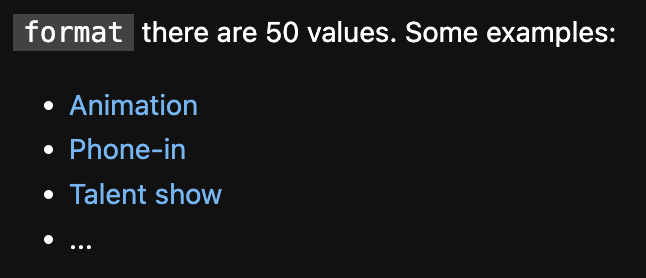 format there are 50 values. Some examples:
• Animation
• Phone-in
• Talent show
• ...